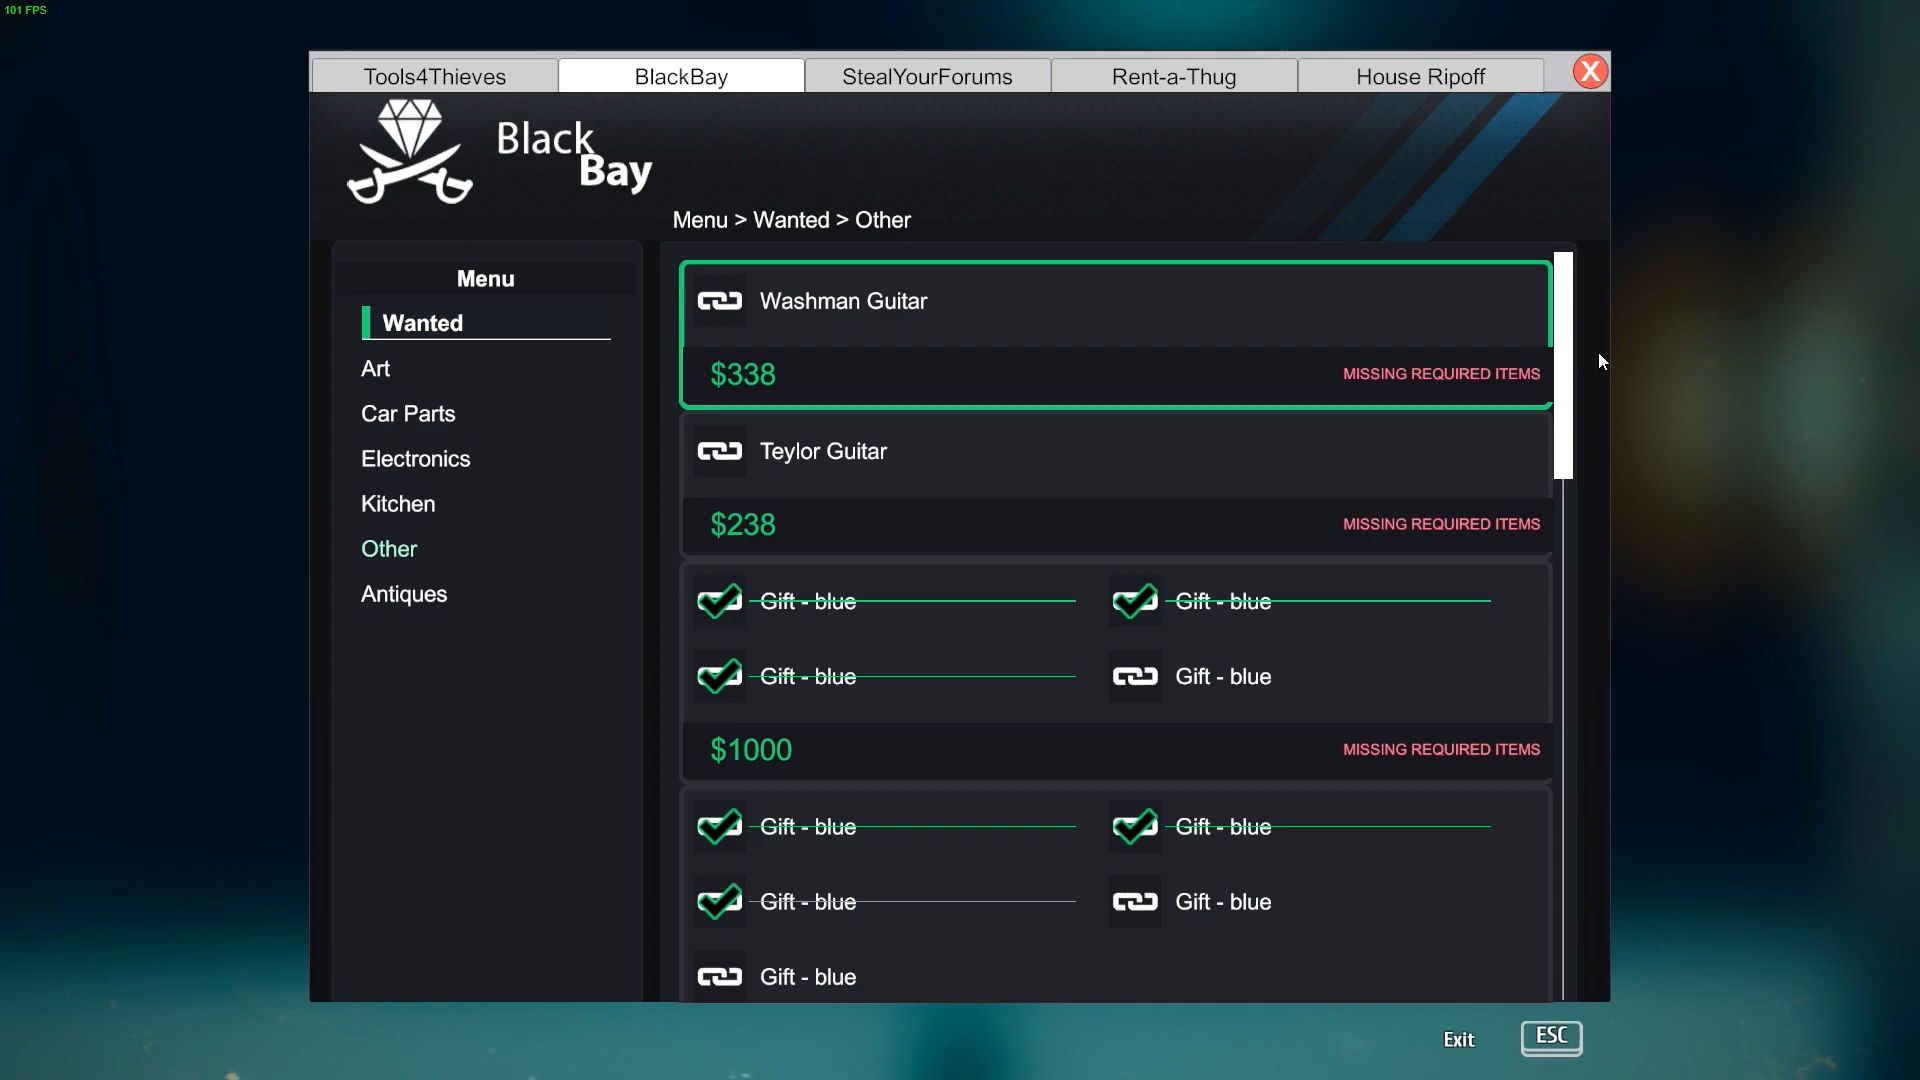 101 FPS
Tools4Thieves BlackBay StealYourForums Rent-a-Thug House Ripoff X
Black
Bay
Menu > Wanted > Other
Menu
Wanted
Art
Car Parts
Electronics
Kitchen
Other
Antiques
Washman Guitar
$338 MISSING REQUIRED ITEMS
Teylor Guitar
$238 MISSING REQUIRED ITEMS
Gift - blue Gift - blue
Gift - blue Gift - blue
$1000 MISSING REQUIRED ITEMS
Gift - blue Gift - blue
Gift - blue Gift - blue
Gift - blue
Exit ESC